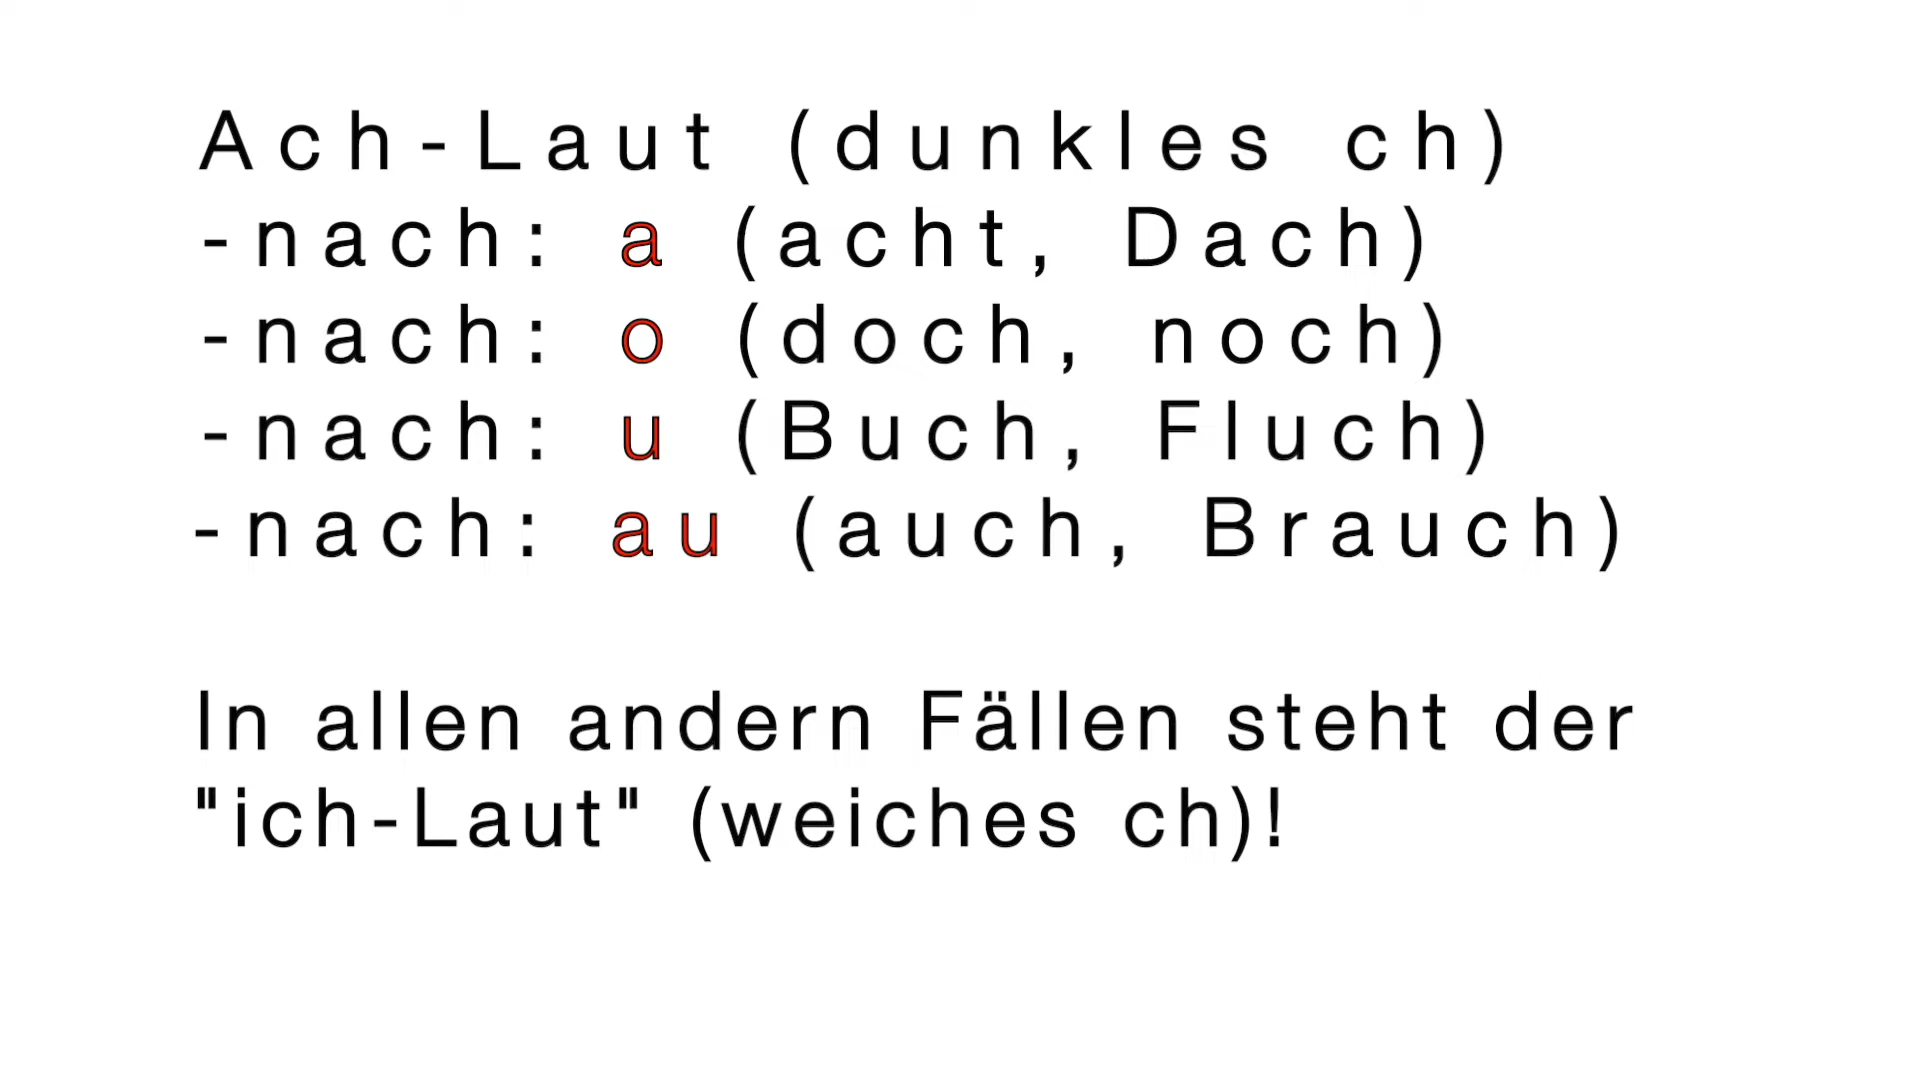 Ach-Laut (dunkles ch)
-nach: a (acht, Dach)
-nach: o (doch, noch)
-nach: u (Buch, Fluch)
-nach: au (auch, Brauch)
In allen andern Fällen steht der
"ich-Laut" (weiches ch)!